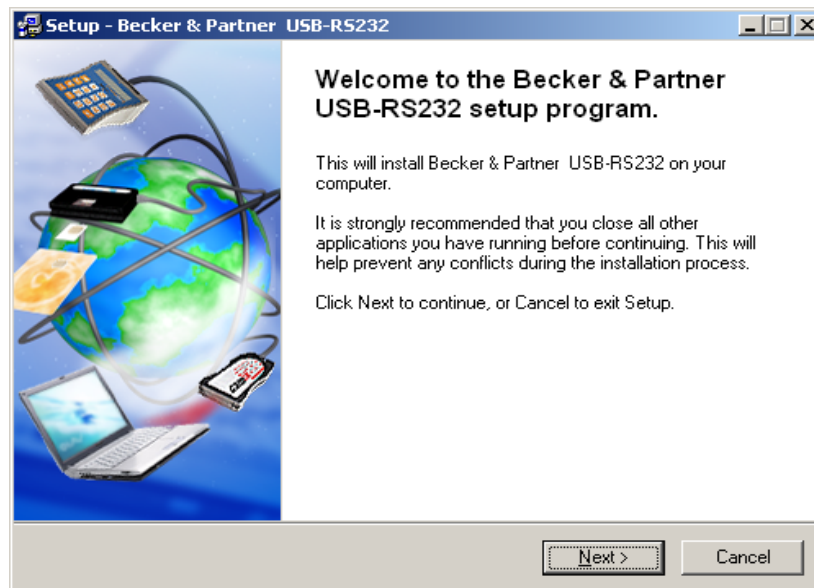 Setup - Becker & Partner  USB-RS232
Welcome to the Becker & Partner
USB-RS232 setup program.
This will install Becker & Partner  USB-RS232 on your
computer.
It is strongly recommended that you close all other
applications you have running before continuing. This will
help prevent any conflicts during the installation process.
Click Next to continue, or Cancel to exit Setup.
Next >
Cancel